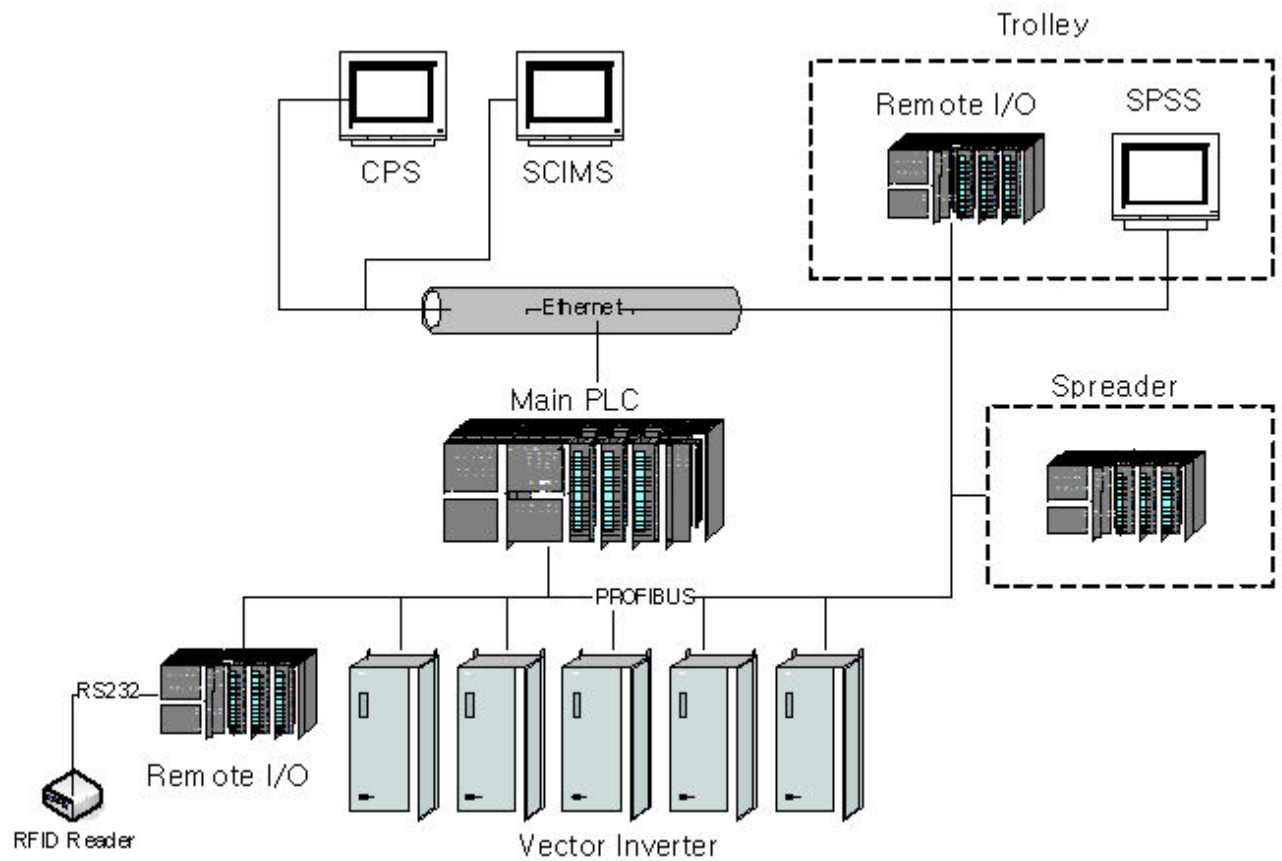 Trolley
Remote I/O
SPSS
CPS
SCIMS
Ethernet
Main PLC
Spreader
PROFIBUS
RS232
Remote I/O
RFID Reader
Vector Inverter